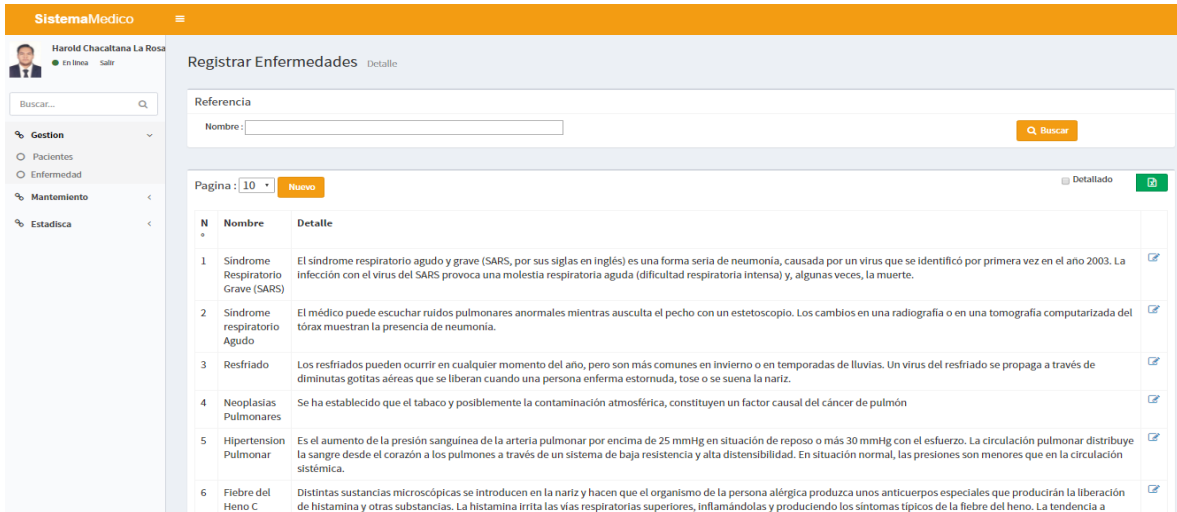 SistemaMedico
Harold Chacaltana La Rosa
En linea Salir
Buscar...
Gestion
Pacientes
Enfermedad
Mantemiento
Estadisca
Registrar Enfermedades Detalle
Referencia
Nombre :
Buscar
Pagina : 10 Nuevo
Detallado
N° Nombre Detalle
1 Síndrome Respiratorio Grave (SARS)
El síndrome respiratorio agudo y grave (SARS, por sus siglas en inglés) es una forma seria de neumonía, causada por un virus que se identificó por primera vez en el año 2003. La
infección con el virus del SARS provoca una molestia respiratoria aguda (dificultad respiratoria intensa) y, algunas veces, la muerte.
2 Síndrome respiratorio Agudo
El médico puede escuchar ruidos pulmonares anormales mientras ausculta el pecho con un estetoscopio. Los cambios en una radiografía o en una tomografía computarizada del
tórax muestran la presencia de neumonía.
3 Resfriado
Los resfriados pueden ocurrir en cualquier momento del año, pero son más comunes en invierno o en temporadas de lluvias. Un virus del resfriado se propaga a través de
diminutas gotitas aéreas que se liberan cuando una persona enferma estornuda, tose o se suena la nariz.
4 Neoplasias Pulmonares
Se ha establecido que el tabaco y posiblemente la contaminación atmosférica, constituyen un factor causal del cáncer de pulmón
5 Hipertension Pulmonar
Es el aumento de la presión sanguínea de la arteria pulmonar por encima de 25 mmHg en situación de reposo o más 30 mmHg con el esfuerzo. La circulación pulmonar distribuye
la sangre desde el corazón a los pulmones a través de un sistema de baja resistencia y alta distensibilidad. En situación normal, las presiones son menores que en la circulación
sistémica.
6 Fiebre del Heno C
Distintas sustancias microscópicas se introducen en la nariz y hacen que el organismo de la persona alérgica produzca unos anticuerpos especiales que producirán la liberación
de histamina y otras substancias. La histamina irrita las vías respiratorias superiores, inflamándolas y produciendo los síntomas típicos de la fiebre del heno. La tendencia a